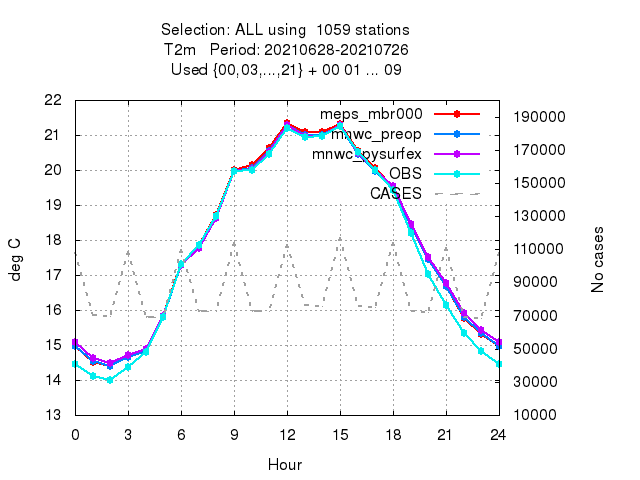 Selection: ALL using  1059 stations
T2m   Period: 20210628-20210726
Used {00,03,...,21} + 00 01 ... 09
meps_mbr000
mnwc_preop
mnwc_pysurfex
OBS
CASES
deg C
22
21
20
19
18
17
16
15
14
13
190000
170000
150000
130000
110000
90000
70000
50000
30000
10000
No cases
0 3 6 9 12 15 18 21 24
Hour